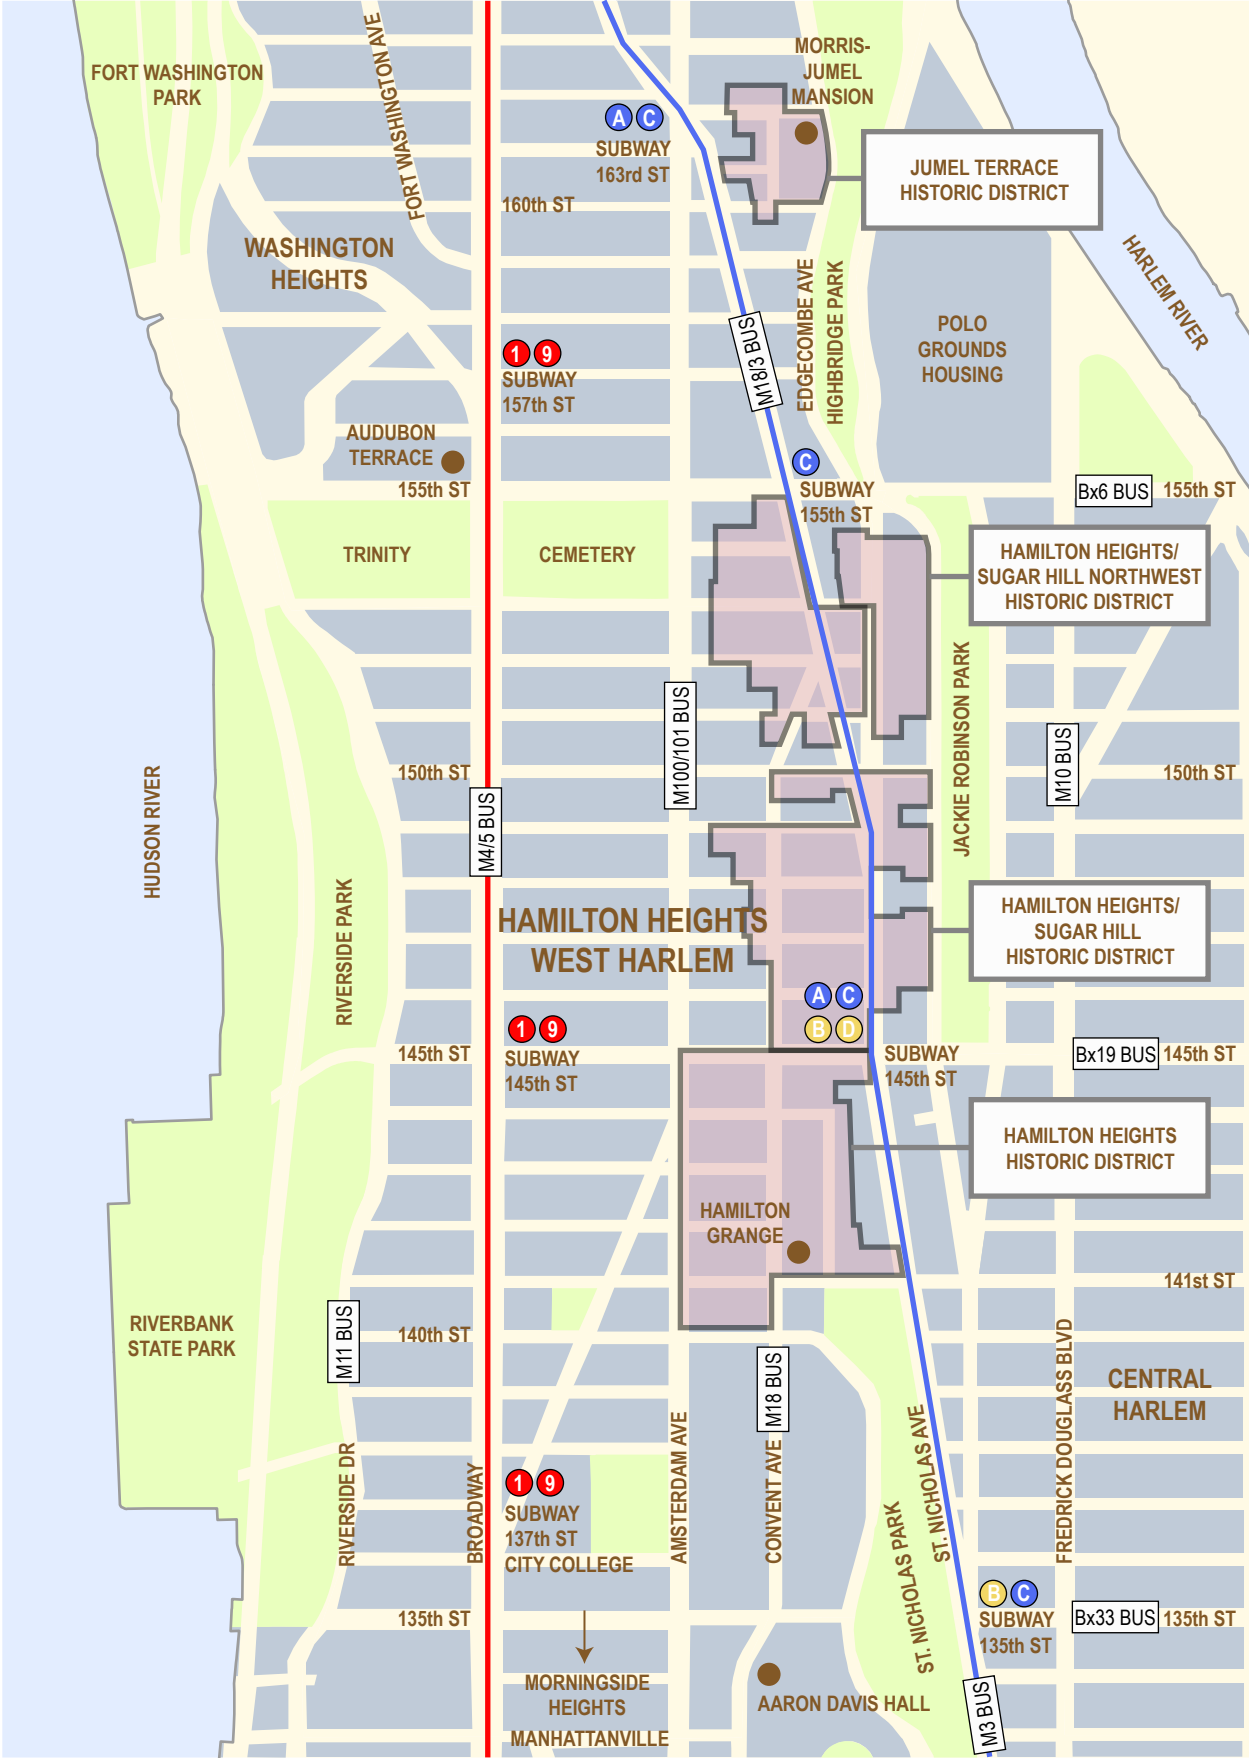 MORRIS-
JUMEL
MANSION
FORT WASHINGTON
PARK
FORT WASHINGTON AVE
A C
SUBWAY
163rd ST
JUMEL TERRACE
HISTORIC DISTRICT
160th ST
WASHINGTON
HEIGHTS
HARLEM RIVER
EDGECOMBE AVE
HIGHBRIDGE PARK
M18/3 BUS
POLO
GROUNDS
HOUSING
1 9
SUBWAY
157th ST
AUDUBON
TERRACE
155th ST
C
SUBWAY
155th ST
Bx6 BUS
155th ST
TRINITY
CEMETERY
HAMILTON HEIGHTS/
SUGAR HILL NORTHWEST
HISTORIC DISTRICT
JACKIE ROBINSON PARK
M100/101 BUS
M10 BUS
150th ST
150th ST
HUDSON RIVER
M4/5 BUS
RIVERSIDE PARK
HAMILTON HEIGHTS
WEST HARLEM
HAMILTON HEIGHTS/
SUGAR HILL
HISTORIC DISTRICT
A C
B D
1 9
SUBWAY
145th ST
145th ST
SUBWAY
145th ST
Bx19 BUS
145th ST
HAMILTON HEIGHTS
HISTORIC DISTRICT
HAMILTON
GRANGE
141st ST
RIVERBANK
STATE PARK
M11 BUS
140th ST
M18 BUS
FREDRICK DOUGLASS BLVD
CENTRAL
HARLEM
RIVERSIDE DR
BROADWAY
AMSTERDAM AVE
CONVENT AVE
ST. NICHOLAS AVE
ST. NICHOLAS PARK
1 9
SUBWAY
137th ST
CITY COLLEGE
B C
SUBWAY
135th ST
135th ST
Bx33 BUS
135th ST
MORNINGSIDE
HEIGHTS
MANHATTANVILLE
AARON DAVIS HALL
M3 BUS